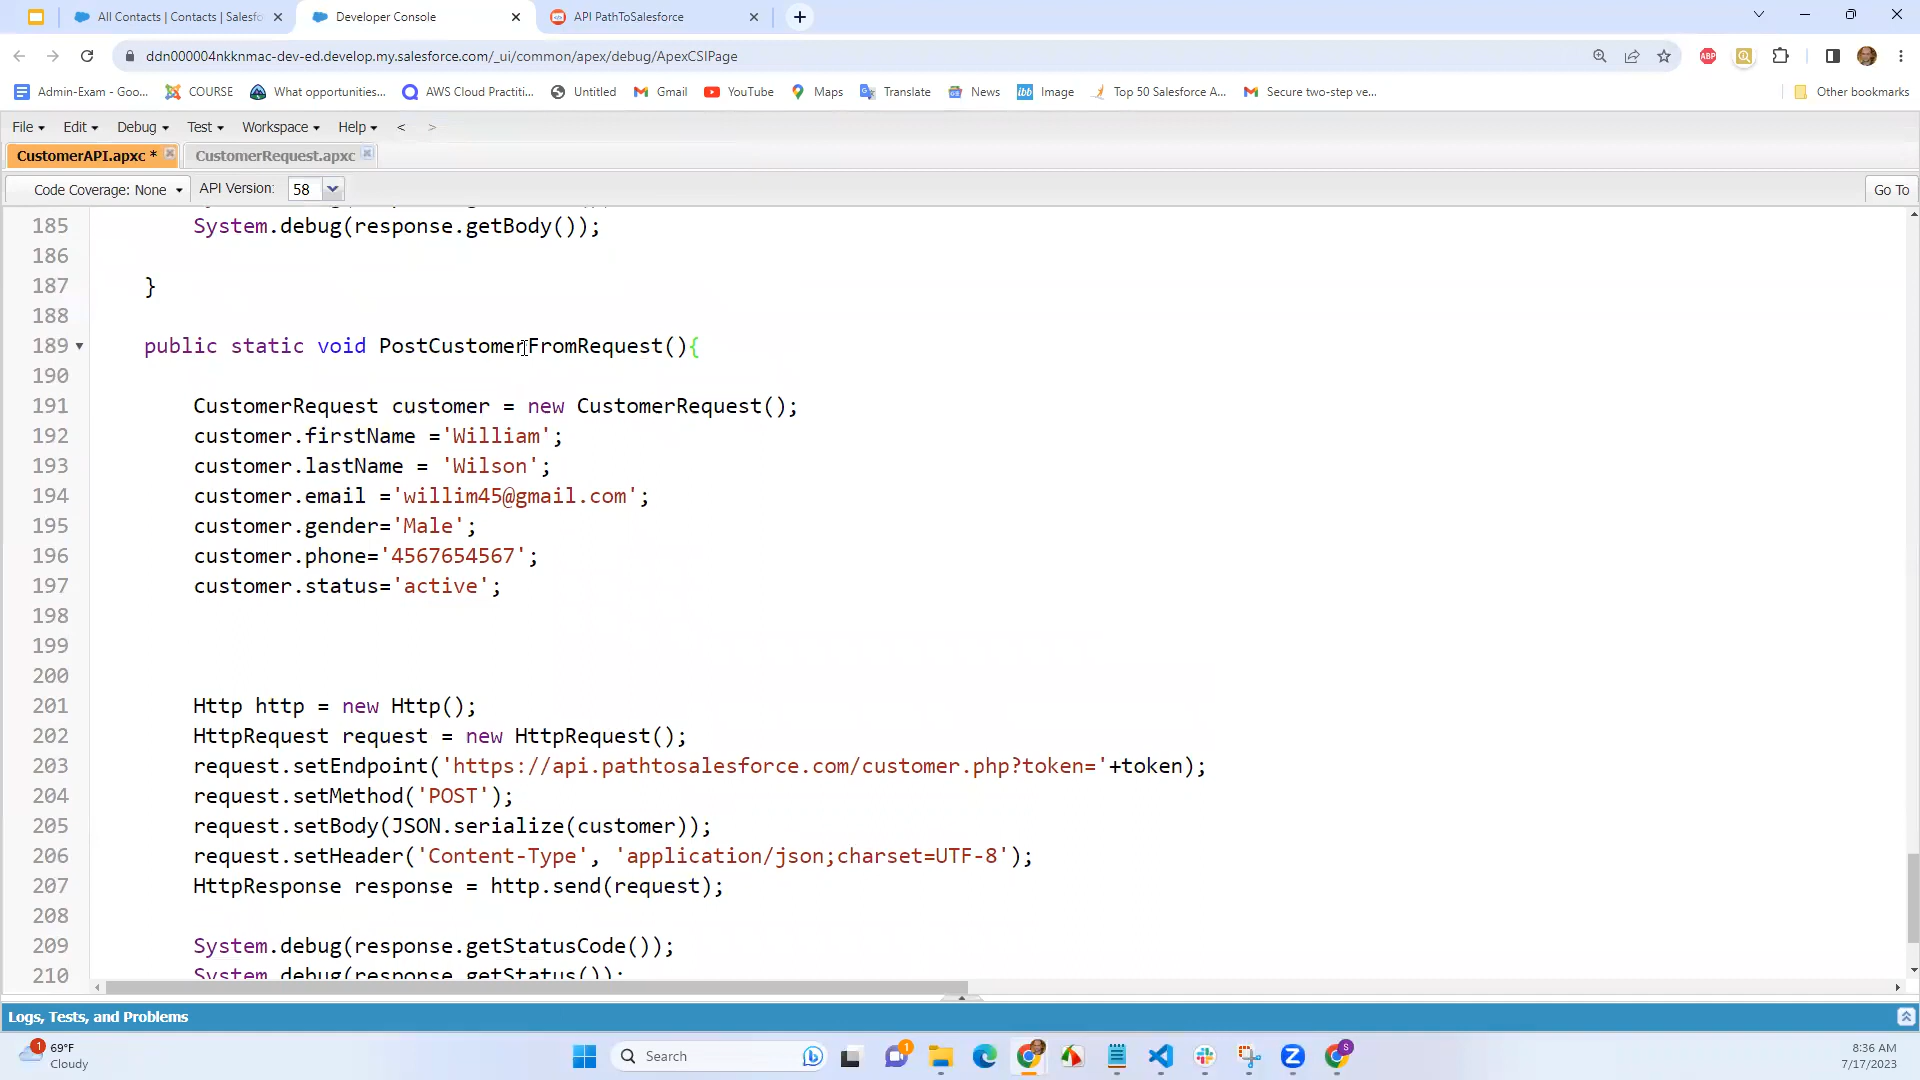 All Contacts | Contacts | Salesfo
Developer Console
API PathToSalesforce
ddn000004nkknmac-dev-ed.develop.my.salesforce.com/_ui/common/apex/debug/ApexCSIPage
Admin-Exam - Goo...
COURSE
What opportunities...
AWS Cloud Practiti...
Untitled
Gmail
YouTube
Maps
Translate
News
Image
Top 50 Salesforce A...
Secure two-step ve...
Other bookmarks
File Edit Debug Test Workspace Help < >
CustomerAPI.apxc * CustomerRequest.apxc
Code Coverage: None API Version: 58 Go To
185 System.debug(response.getBody());
186
187 }
188
189 public static void PostCustomerFromRequest(){
190
191 CustomerRequest customer = new CustomerRequest();
192 customer.firstName ='William';
193 customer.lastName = 'Wilson';
194 customer.email ='willim45@gmail.com';
195 customer.gender='Male';
196 customer.phone='4567654567';
197 customer.status='active';
198
199
200
201 Http http = new Http();
202 HttpRequest request = new HttpRequest();
203 request.setEndpoint('https://api.pathtosalesforce.com/customer.php?token='+token);
204 request.setMethod('POST');
205 request.setBody(JSON.serialize(customer));
206 request.setHeader('Content-Type', 'application/json;charset=UTF-8');
207 HttpResponse response = http.send(request);
208
209 System.debug(response.getStatusCode());
210 System.debug(response.getStatus());
Logs, Tests, and Problems
1
69°F
Cloudy
Search
1
8:36 AM
7/17/2023